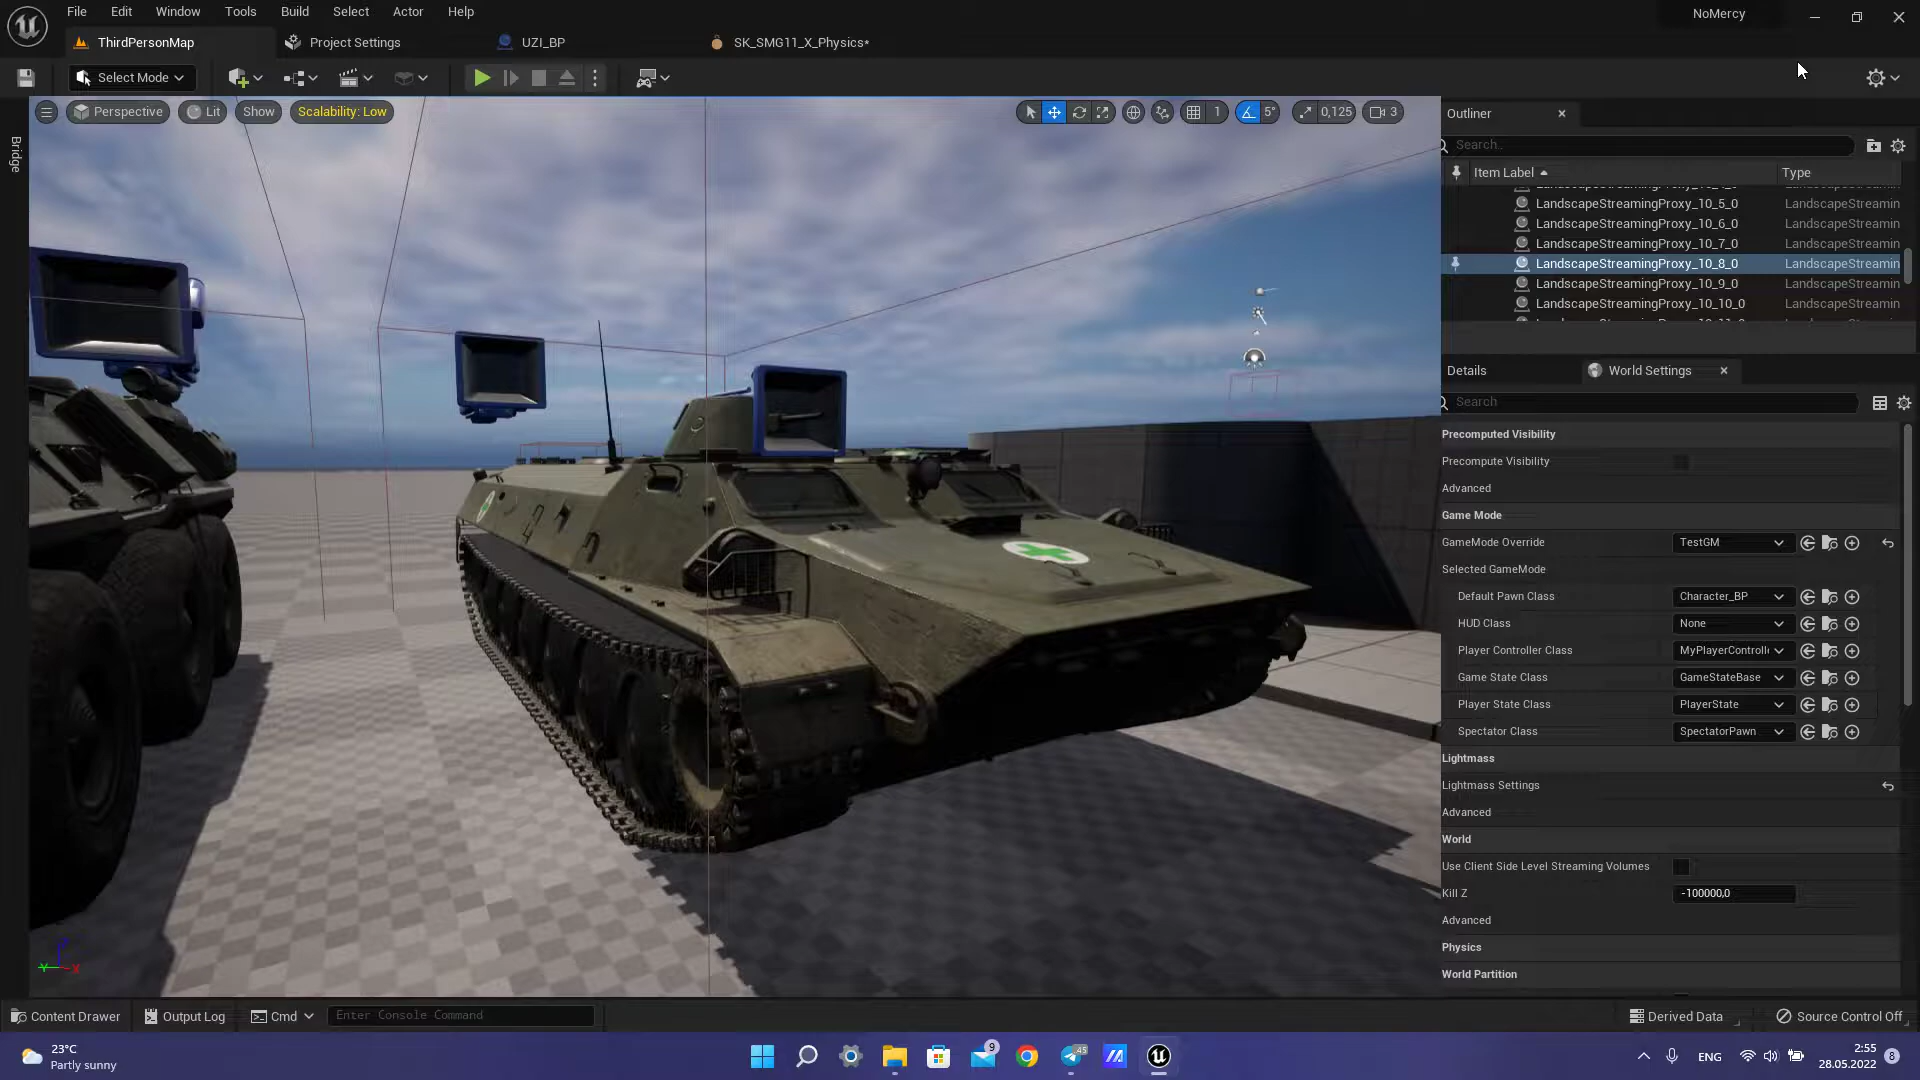 File Edit Window Tools Build Select Actor Help
NoMercy
ThirdPersonMap
Project Settings
UZI_BP
SK_SMG11_X_Physics*
Select Mode
Perspective
Lit
Show
Scalability: Low
1
5°
0,125
3
Bridge
Outliner
Search..
Item Label
Type
LandscapeStreamingProxy_10_5_0 LandscapeStreamin
LandscapeStreamingProxy_10_6_0 LandscapeStreamin
LandscapeStreamingProxy_10_7_0 LandscapeStreamin
LandscapeStreamingProxy_10_8_0 LandscapeStreamin
LandscapeStreamingProxy_10_9_0 LandscapeStreamin
LandscapeStreamingProxy_10_10_0 LandscapeStreamin
Details
World Settings
Search
Precomputed Visibility
Precompute Visibility
Advanced
Game Mode
GameMode Override TestGM
Selected GameMode
Default Pawn Class Character_BP
HUD Class None
Player Controller Class MyPlayerControll
Game State Class GameStateBase
Player State Class PlayerState
Spectator Class SpectatorPawn
Lightmass
Lightmass Settings
Advanced
World
Use Client Side Level Streaming Volumes
Kill Z -100000,0
Advanced
Physics
World Partition
Y X
Content Drawer
Output Log
Cmd
Enter Console Command
Derived Data
Source Control Off
23°C
Partly sunny
9
45
ENG
2:55
28.05.2022
8